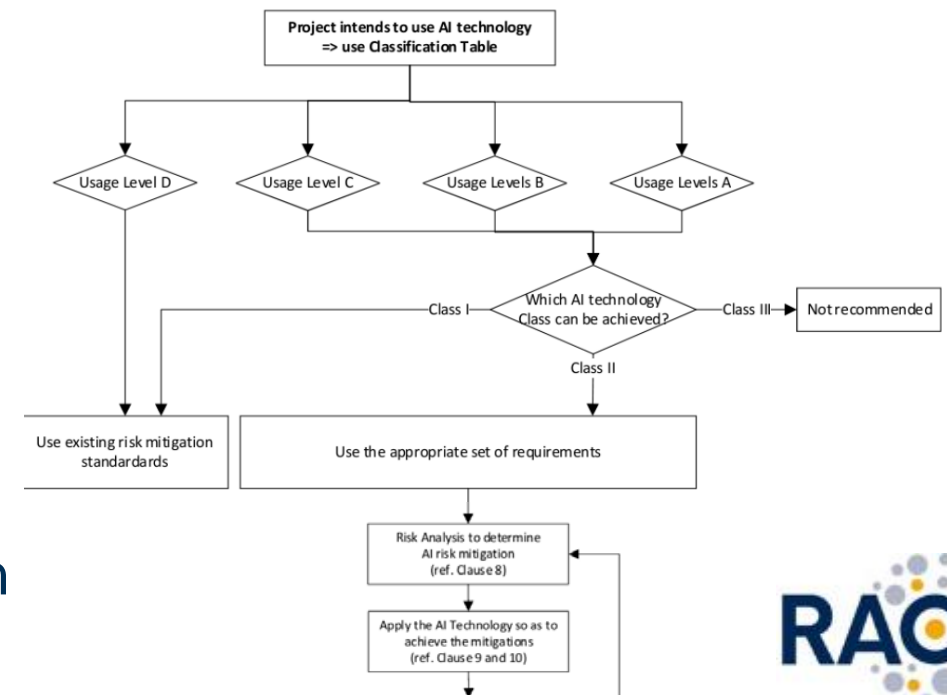 Project intends to use AI technology
=> use Classification Table
Usage Level D
Usage Level C
Usage Levels B
Usage Levels A
Which AI technology
Class can be achieved?
Class I
Class III
Not recommended
Class II
Use existing risk mitigation
standardards
Use the appropriate set of requirements
Risk Analysis to determine
AI risk mitigation
(ref. Clause 8)
Apply the AI Technology so as to
achieve the mitigations
(ref. Clause 9 and 10)